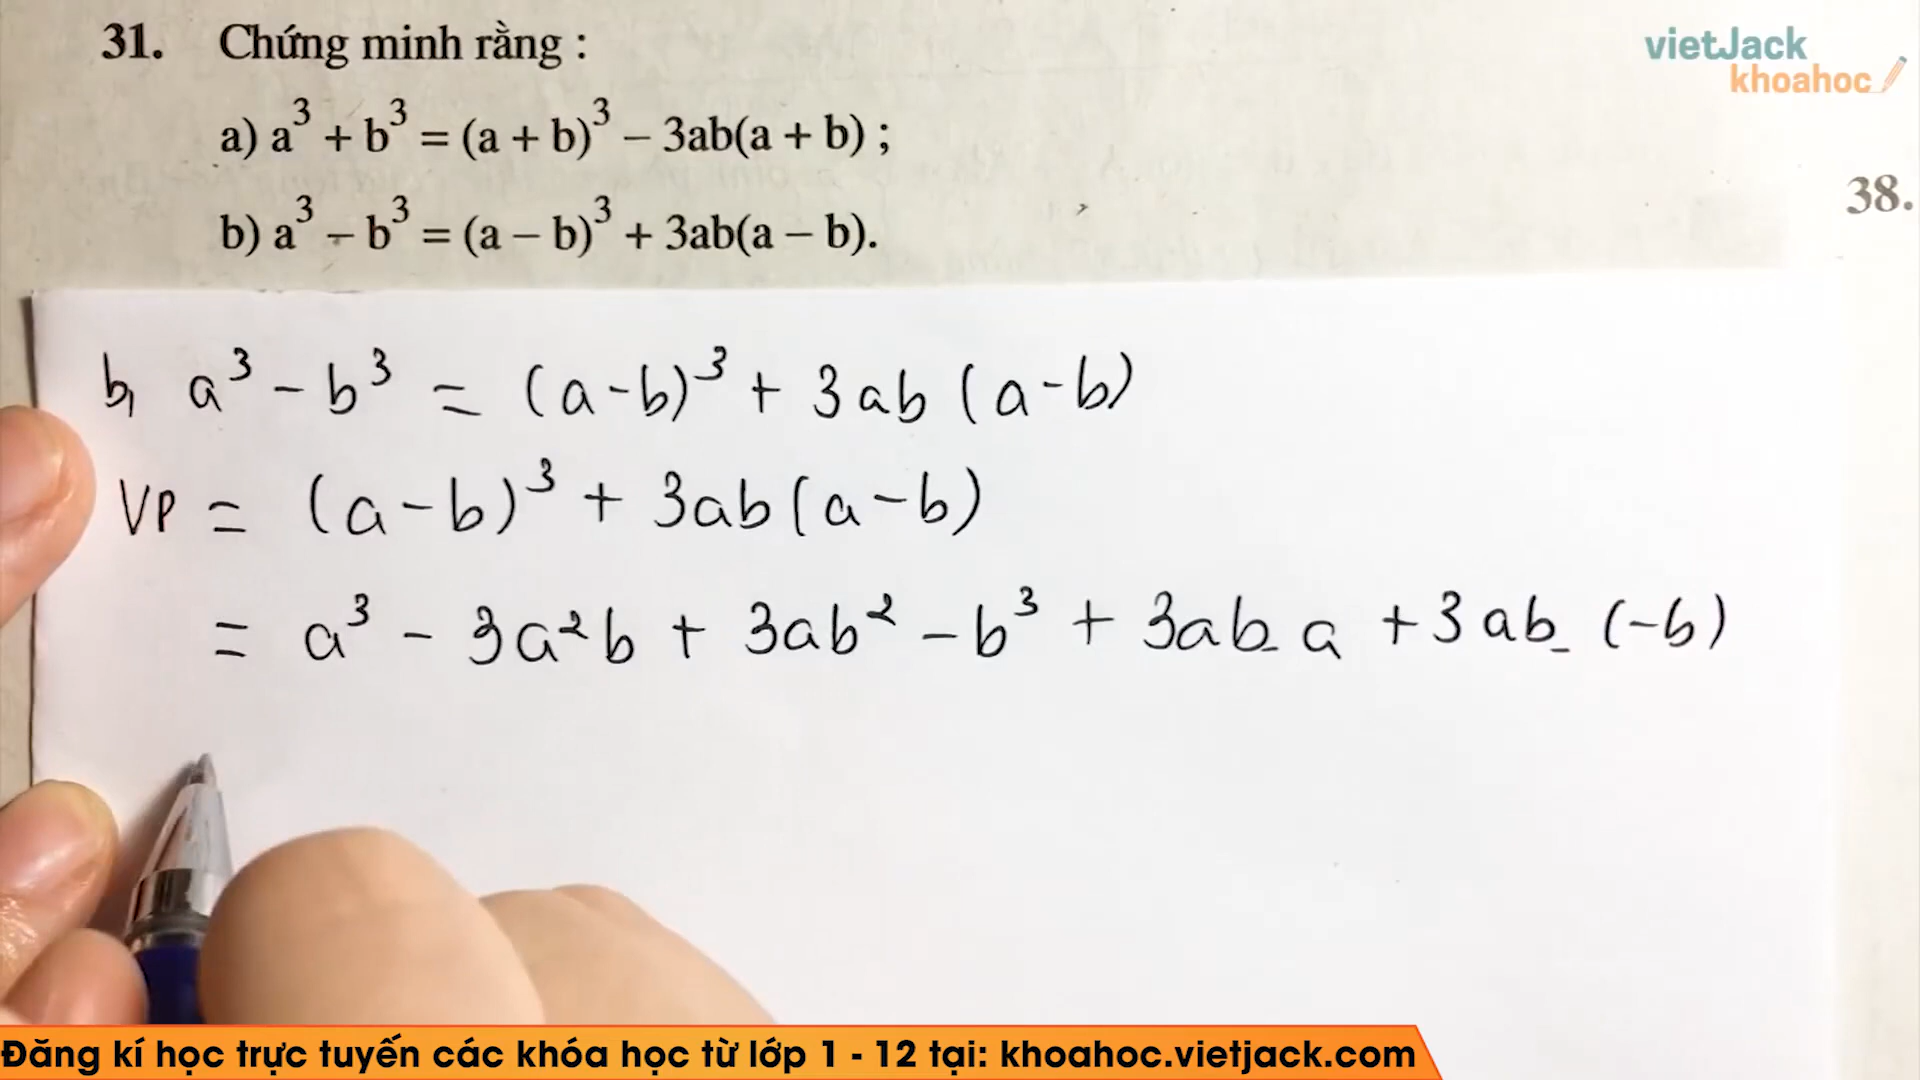 31. Chứng minh rằng :
vietJack
khoahoc
a) a³ + b³ = (a + b)³ – 3ab(a + b) ;
38.
b) a³ – b³ = (a – b)³ + 3ab(a – b).
b, a³ - b³ = (a-b)³ + 3ab (a-b)
VP = (a-b)³ + 3ab(a-b)
= a³ - 3a²b + 3ab² - b³ + 3ab. a + 3ab. (-b)
Đăng kí học trực tuyến các khóa học từ lớp 1 - 12 tại: khoahoc.vietjack.com